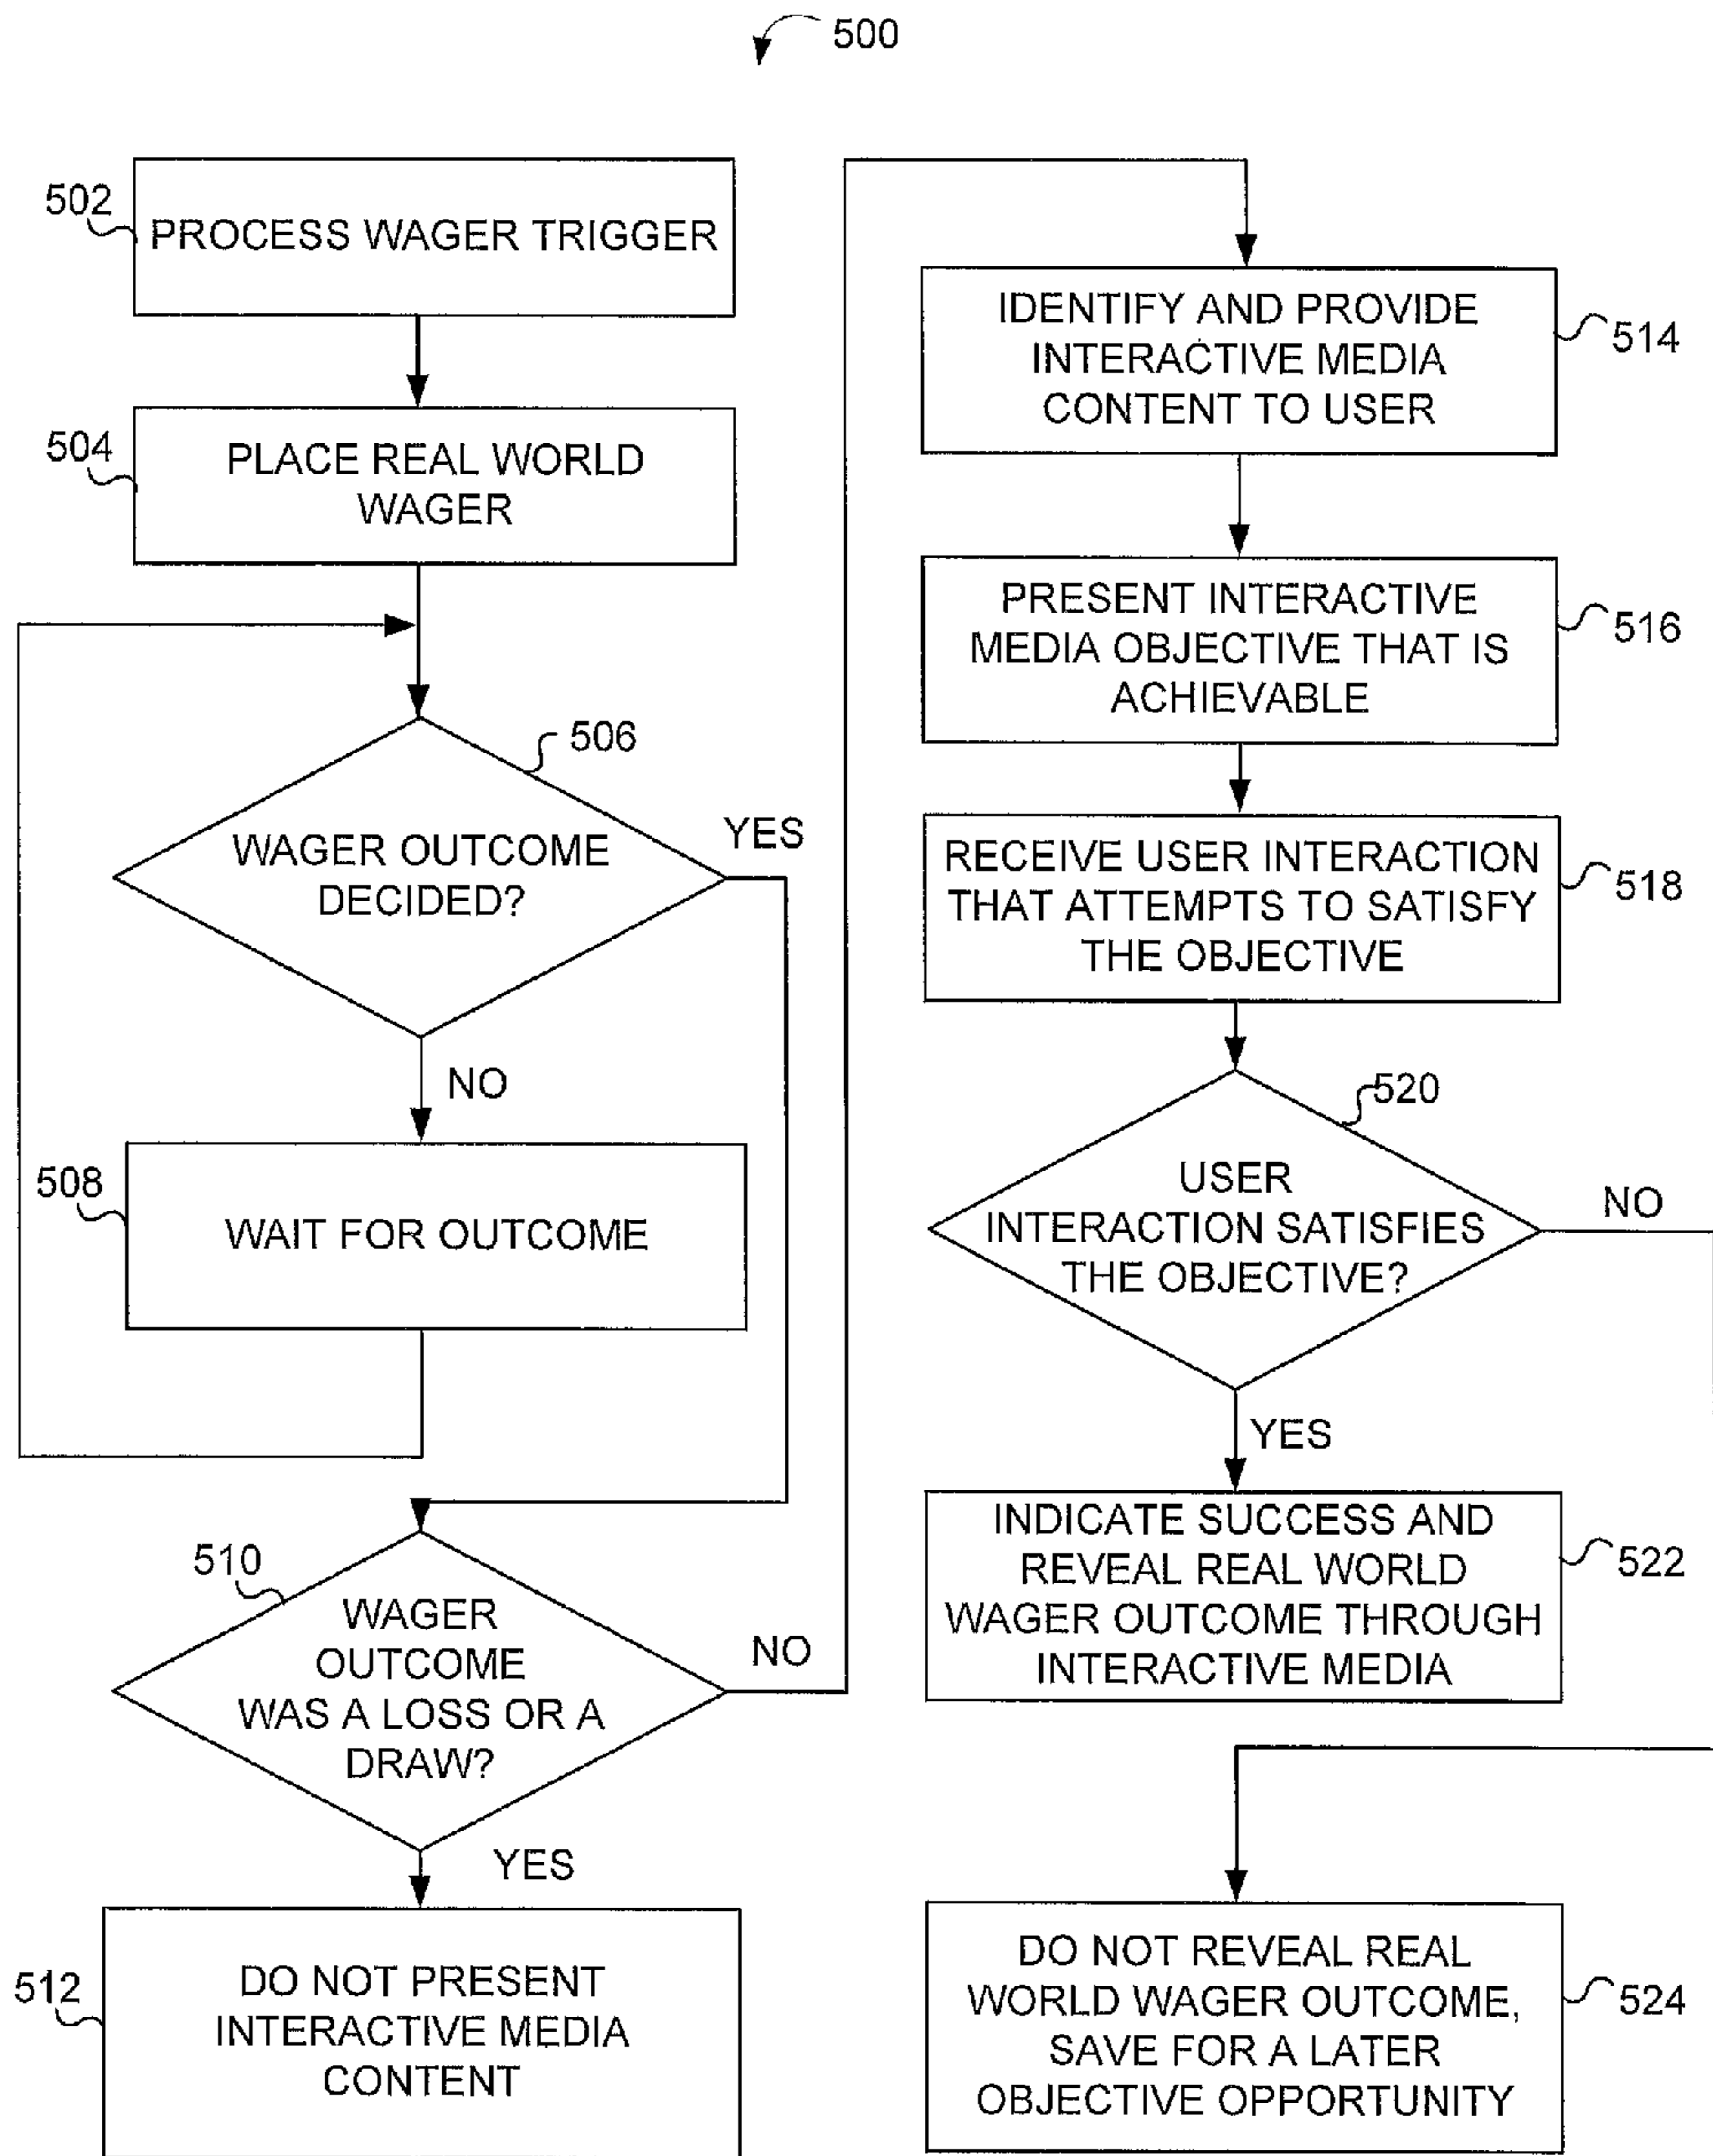 500
502
PROCESS WAGER TRIGGER
504
PLACE REAL WORLD
WAGER
506
WAGER OUTCOME
DECIDED?
YES
NO
508
WAIT FOR OUTCOME
510
WAGER
OUTCOME
WAS A LOSS OR A
DRAW?
NO
YES
512
DO NOT PRESENT
INTERACTIVE MEDIA
CONTENT
IDENTIFY AND PROVIDE
INTERACTIVE MEDIA
CONTENT TO USER
514
PRESENT INTERACTIVE
MEDIA OBJECTIVE THAT IS
ACHIEVABLE
516
RECEIVE USER INTERACTION
THAT ATTEMPTS TO SATISFY
THE OBJECTIVE
518
520
USER
INTERACTION SATISFIES
THE OBJECTIVE?
NO
YES
INDICATE SUCCESS AND
REVEAL REAL WORLD
WAGER OUTCOME THROUGH
INTERACTIVE MEDIA
522
DO NOT REVEAL REAL
WORLD WAGER OUTCOME,
SAVE FOR A LATER
OBJECTIVE OPPORTUNITY
524